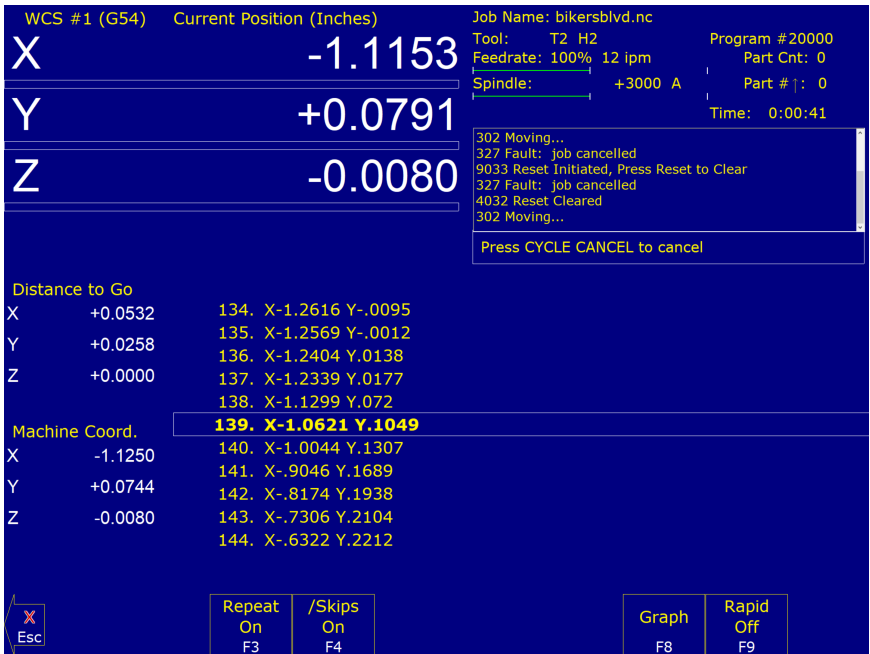 WCS #1 (G54) Current Position (Inches)
X -1.1153
Y +0.0791
Z -0.0080
Job Name: bikersblvd.nc
Tool: T2 H2 Program #20000
Feedrate: 100% 12 ipm Part Cnt: 0
Spindle: +3000 A Part #↑: 0
Time: 0:00:41
302 Moving...
327 Fault: job cancelled
9033 Reset Initiated, Press Reset to Clear
327 Fault: job cancelled
4032 Reset Cleared
302 Moving...
Press CYCLE CANCEL to cancel
Distance to Go
X +0.0532
Y +0.0258
Z +0.0000
Machine Coord.
X -1.1250
Y +0.0744
Z -0.0080
134. X-1.2616 Y-.0095
135. X-1.2569 Y-.0012
136. X-1.2404 Y.0138
137. X-1.2339 Y.0177
138. X-1.1299 Y.072
139. X-1.0621 Y.1049
140. X-1.0044 Y.1307
141. X-.9046 Y.1689
142. X-.8174 Y.1938
143. X-.7306 Y.2104
144. X-.6322 Y.2212
X
Esc
Repeat
On
F3
/Skips
On
F4
Graph
F8
Rapid
Off
F9